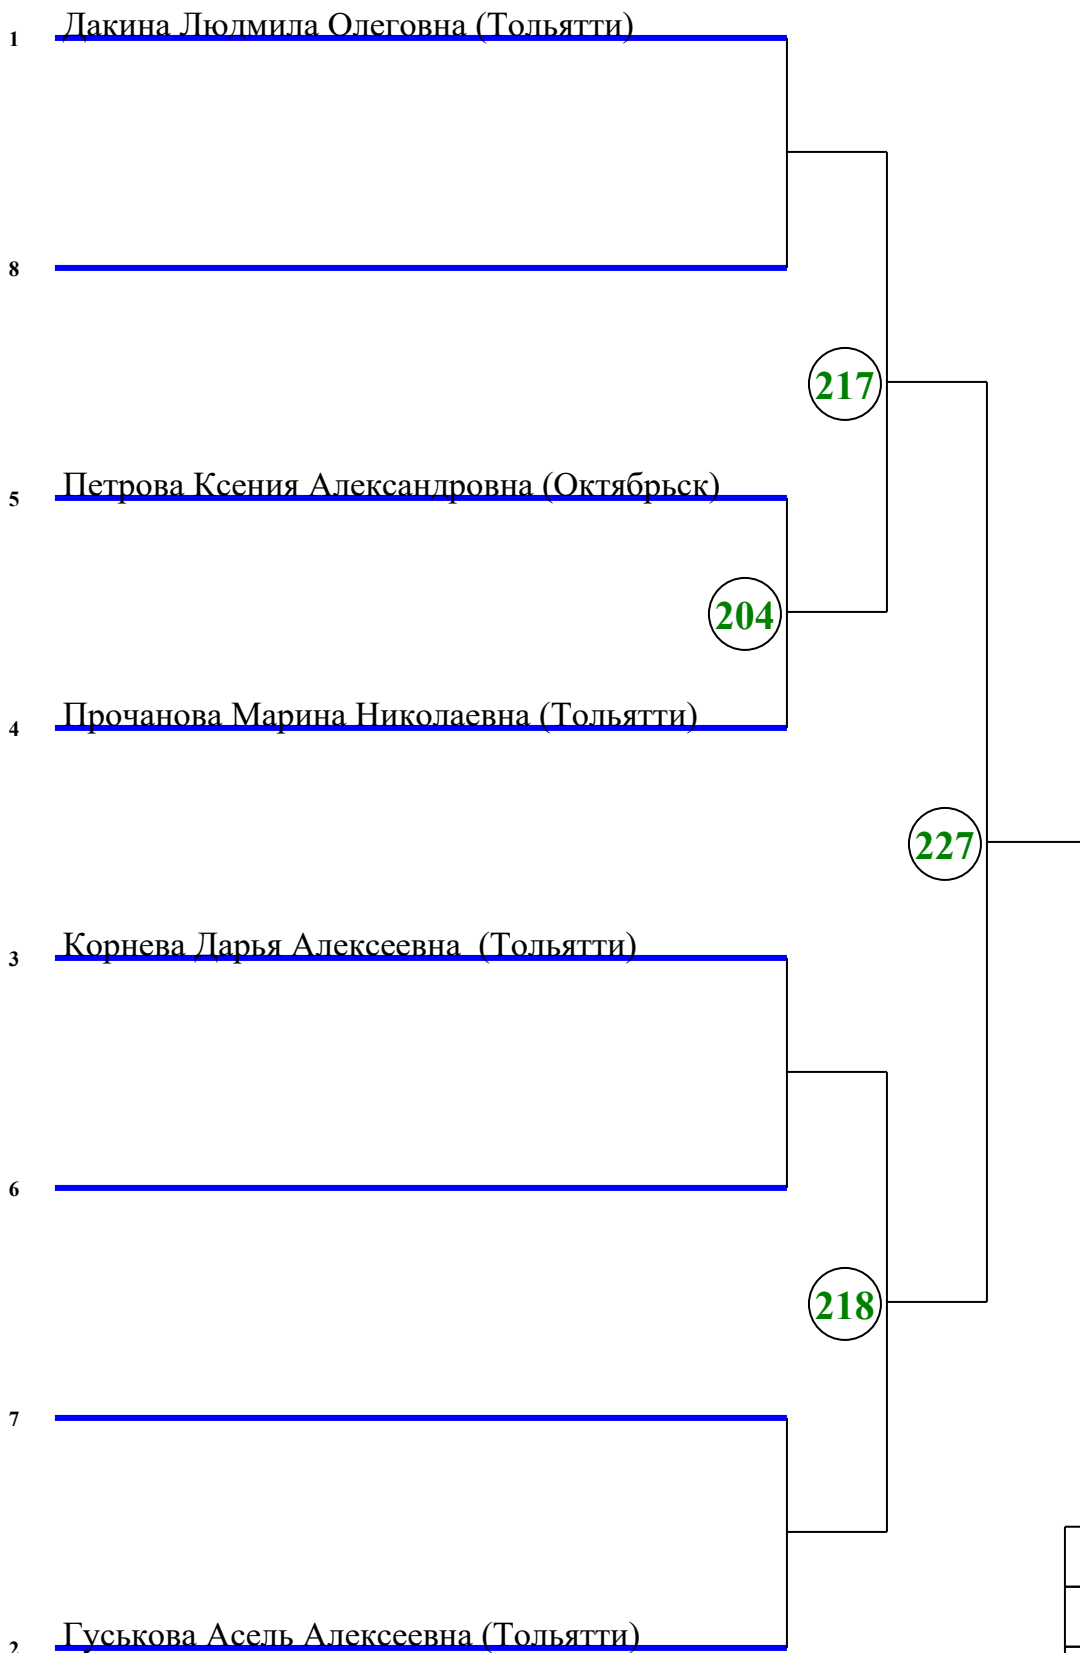 1 Дакина Людмила Олеговна (Тольятти)
8
217
5 Петрова Ксения Александровна (Октябрьск)
204
4 Прочанова Марина Николаевна (Тольятти)
227
3 Корнева Дарья Алексеевна (Тольятти)
6
218
7
2 Гуськова Асель Алексеевна (Тольятти)